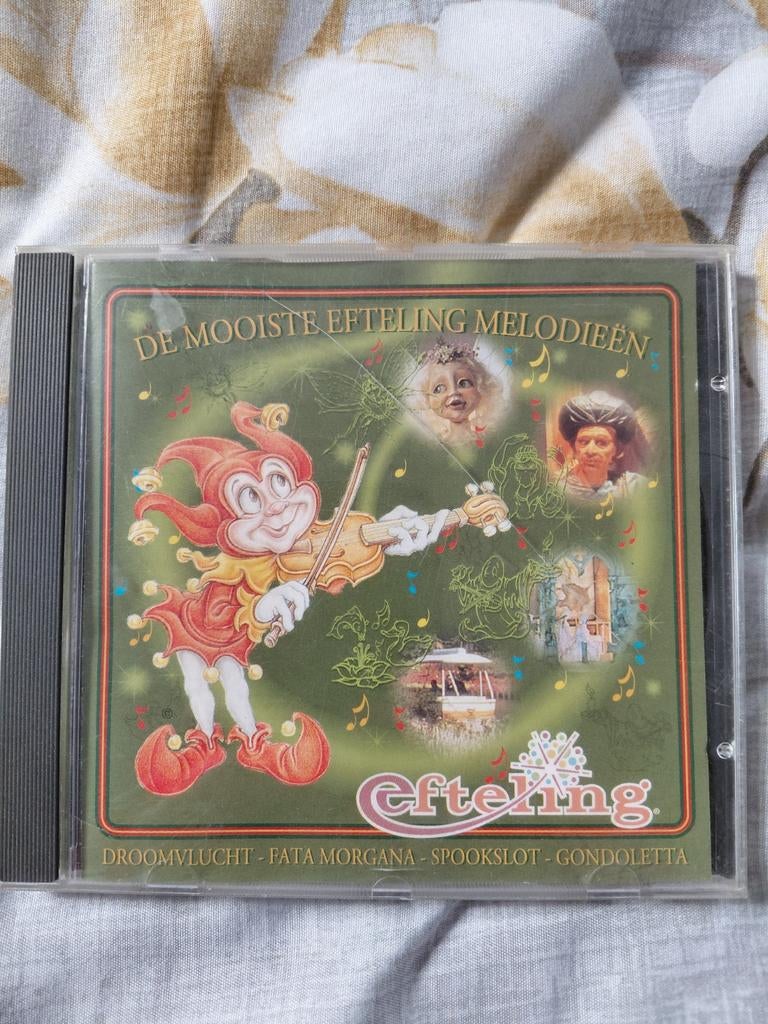 DE MOOISTE EFTELING MELODIEËN
©
efteling®
DROOMVLUCHT - FATA MORGANA - SPOOKSLOT - GONDOLETTA